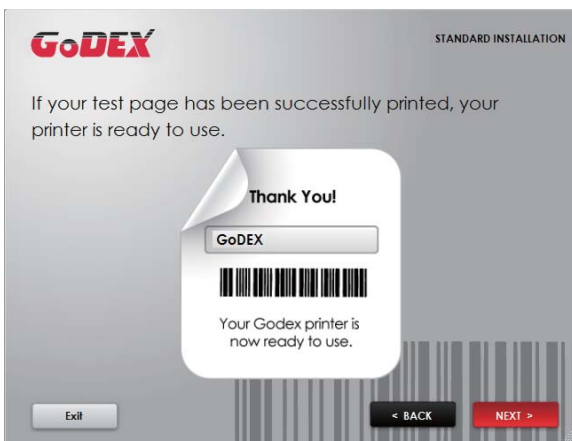 GoDEX
STANDARD INSTALLATION
If your test page has been successfully printed, your
printer is ready to use.
Thank You!
GoDEX
Your Godex printer is
now ready to use.
Exit
< BACK
NEXT >